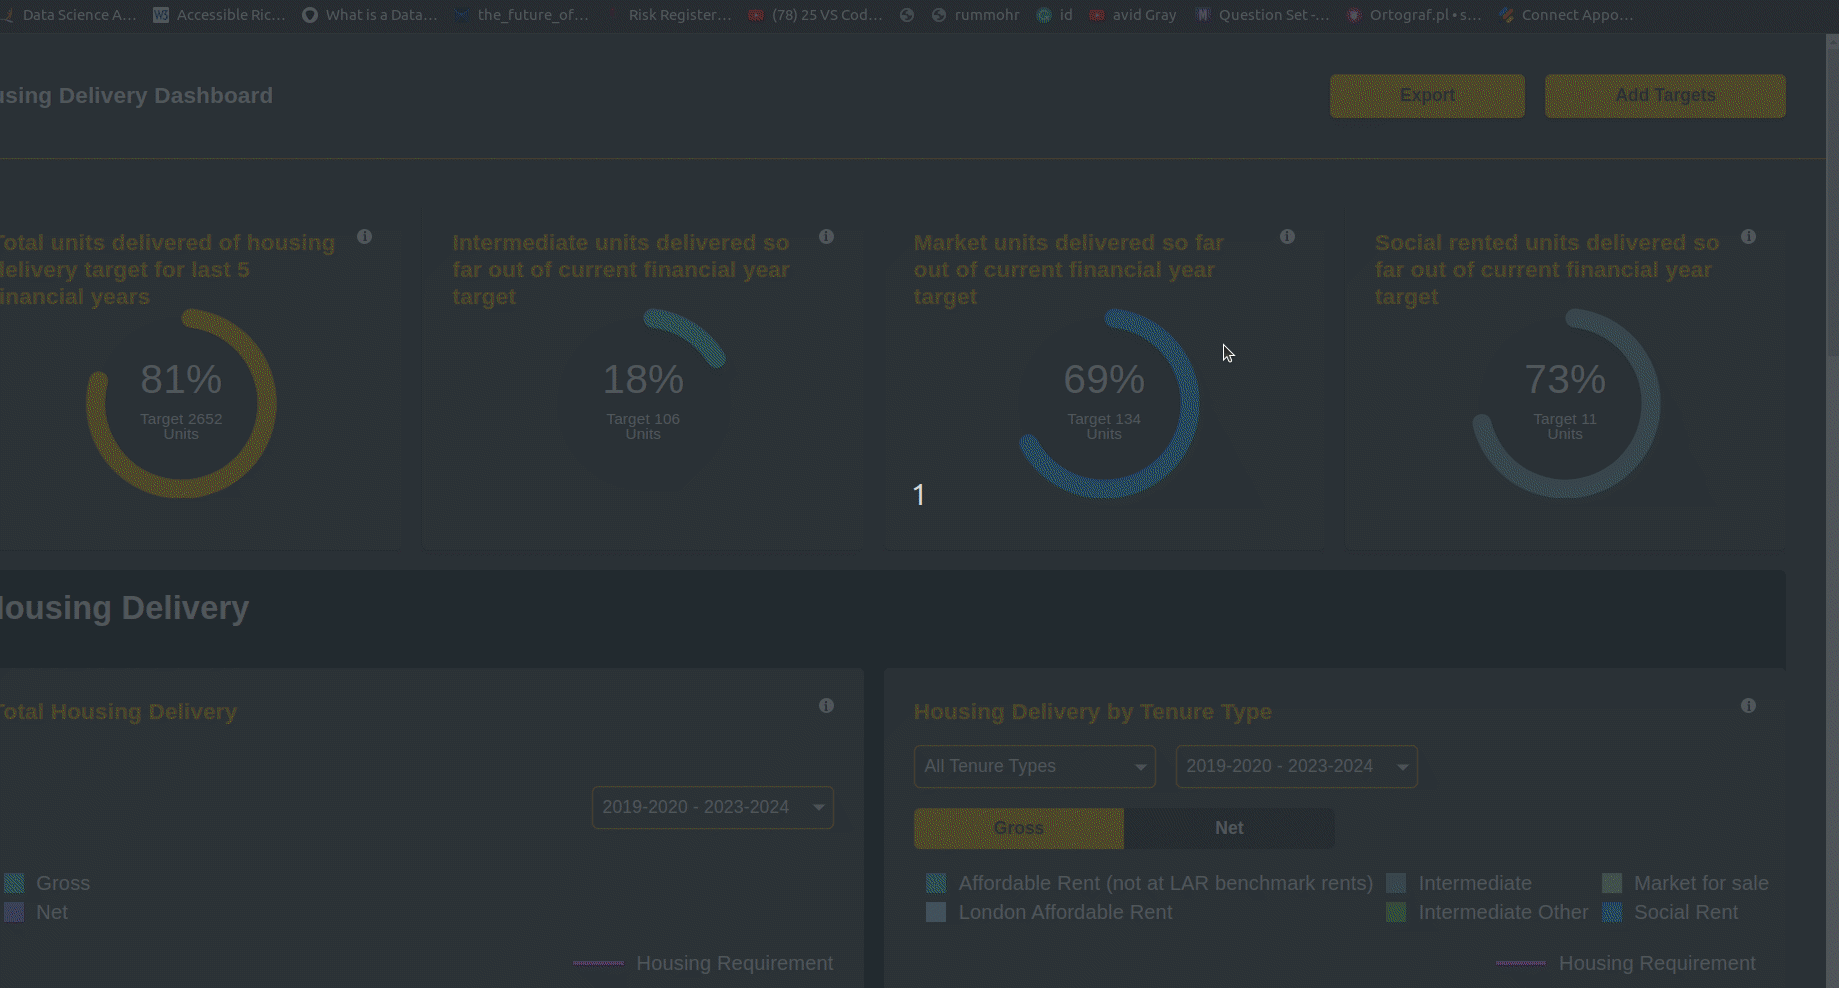 Data Science A...
Accessible Ric...
What is a Data...
the_future_of...
Risk Register...
(78) 25 VS Cod...
rummohr
id
avid Gray
Question Set -...
Ortograf.pl • s...
Connect Appo...
using Delivery Dashboard
Export
Add Targets
Total units delivered of housing
delivery target for last 5
financial years
81%
Target 2652
Units
Intermediate units delivered so
far out of current financial year
target
18%
Target 106
Units
Market units delivered so far
out of current financial year
target
69%
Target 134
Units
Social rented units delivered so
far out of current financial year
target
73%
Target 11
Units
1
Housing Delivery
Total Housing Delivery
2019-2020 - 2023-2024
Gross
Net
Housing Requirement
Housing Delivery by Tenure Type
All Tenure Types
2019-2020 - 2023-2024
Gross
Net
Affordable Rent (not at LAR benchmark rents)
Intermediate
Market for sale
London Affordable Rent
Intermediate Other
Social Rent
Housing Requirement